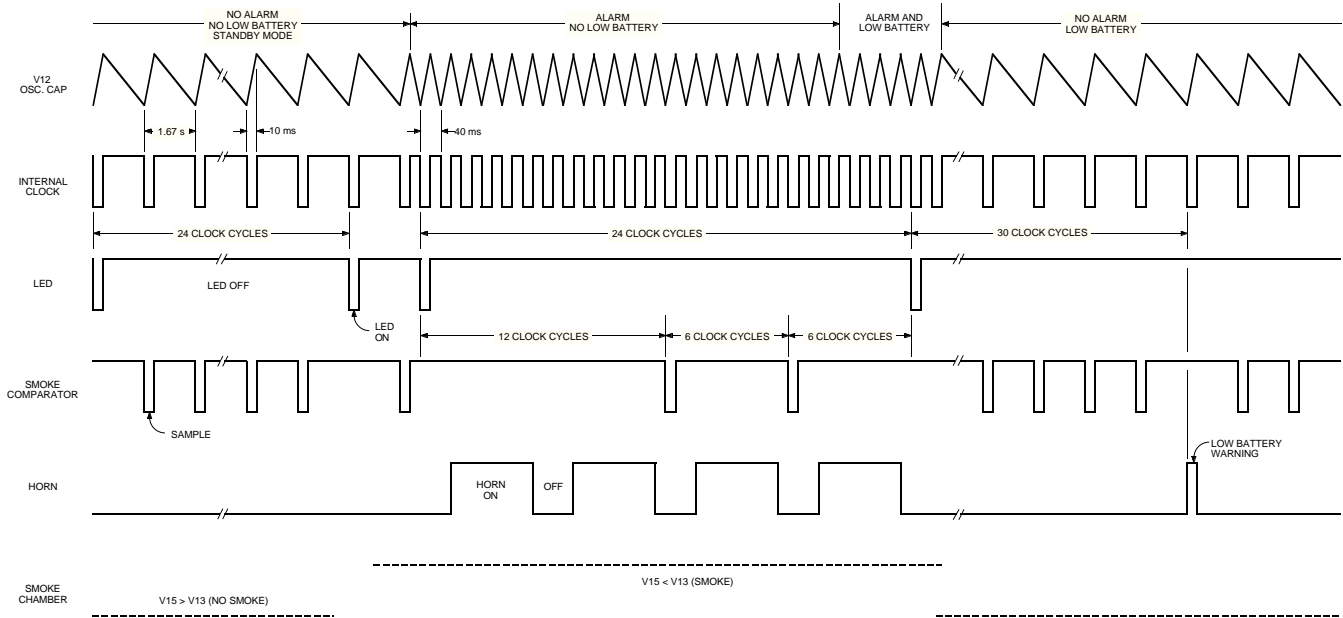 NO ALARM
NO LOW BATTERY
STANDBY MODE
ALARM
NO LOW BATTERY
ALARM AND
LOW BATTERY
NO ALARM
LOW BATTERY
V12
OSC. CAP
1.67 s
10 ms
40 ms
INTERNAL
CLOCK
24 CLOCK CYCLES
24 CLOCK CYCLES
30 CLOCK CYCLES
LED
LED OFF
LED
ON
12 CLOCK CYCLES
6 CLOCK CYCLES
6 CLOCK CYCLES
SMOKE
COMPARATOR
SAMPLE
LOW BATTERY
WARNING
HORN
HORN
ON
OFF
SMOKE
CHAMBER
V15 < V13 (SMOKE)
V15 > V13 (NO SMOKE)